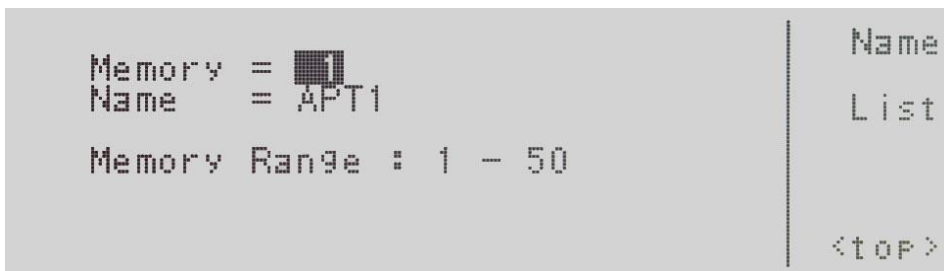 Memory = 1
Name = APT1
Memory Range : 1 - 50
Name
List
<top>